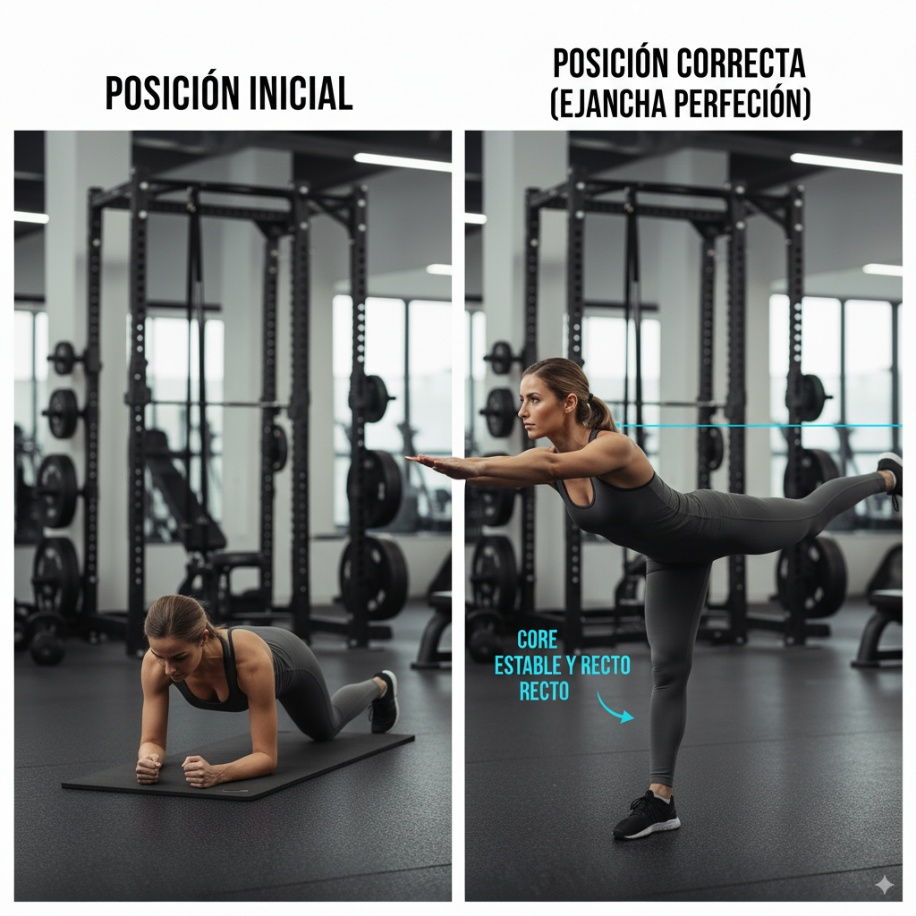 POSICIÓN INICIAL
POSICIÓN CORRECTA
(EJANCHA PERFECIÓN)
CORE
ESTABLE Y RECTO
RECTO